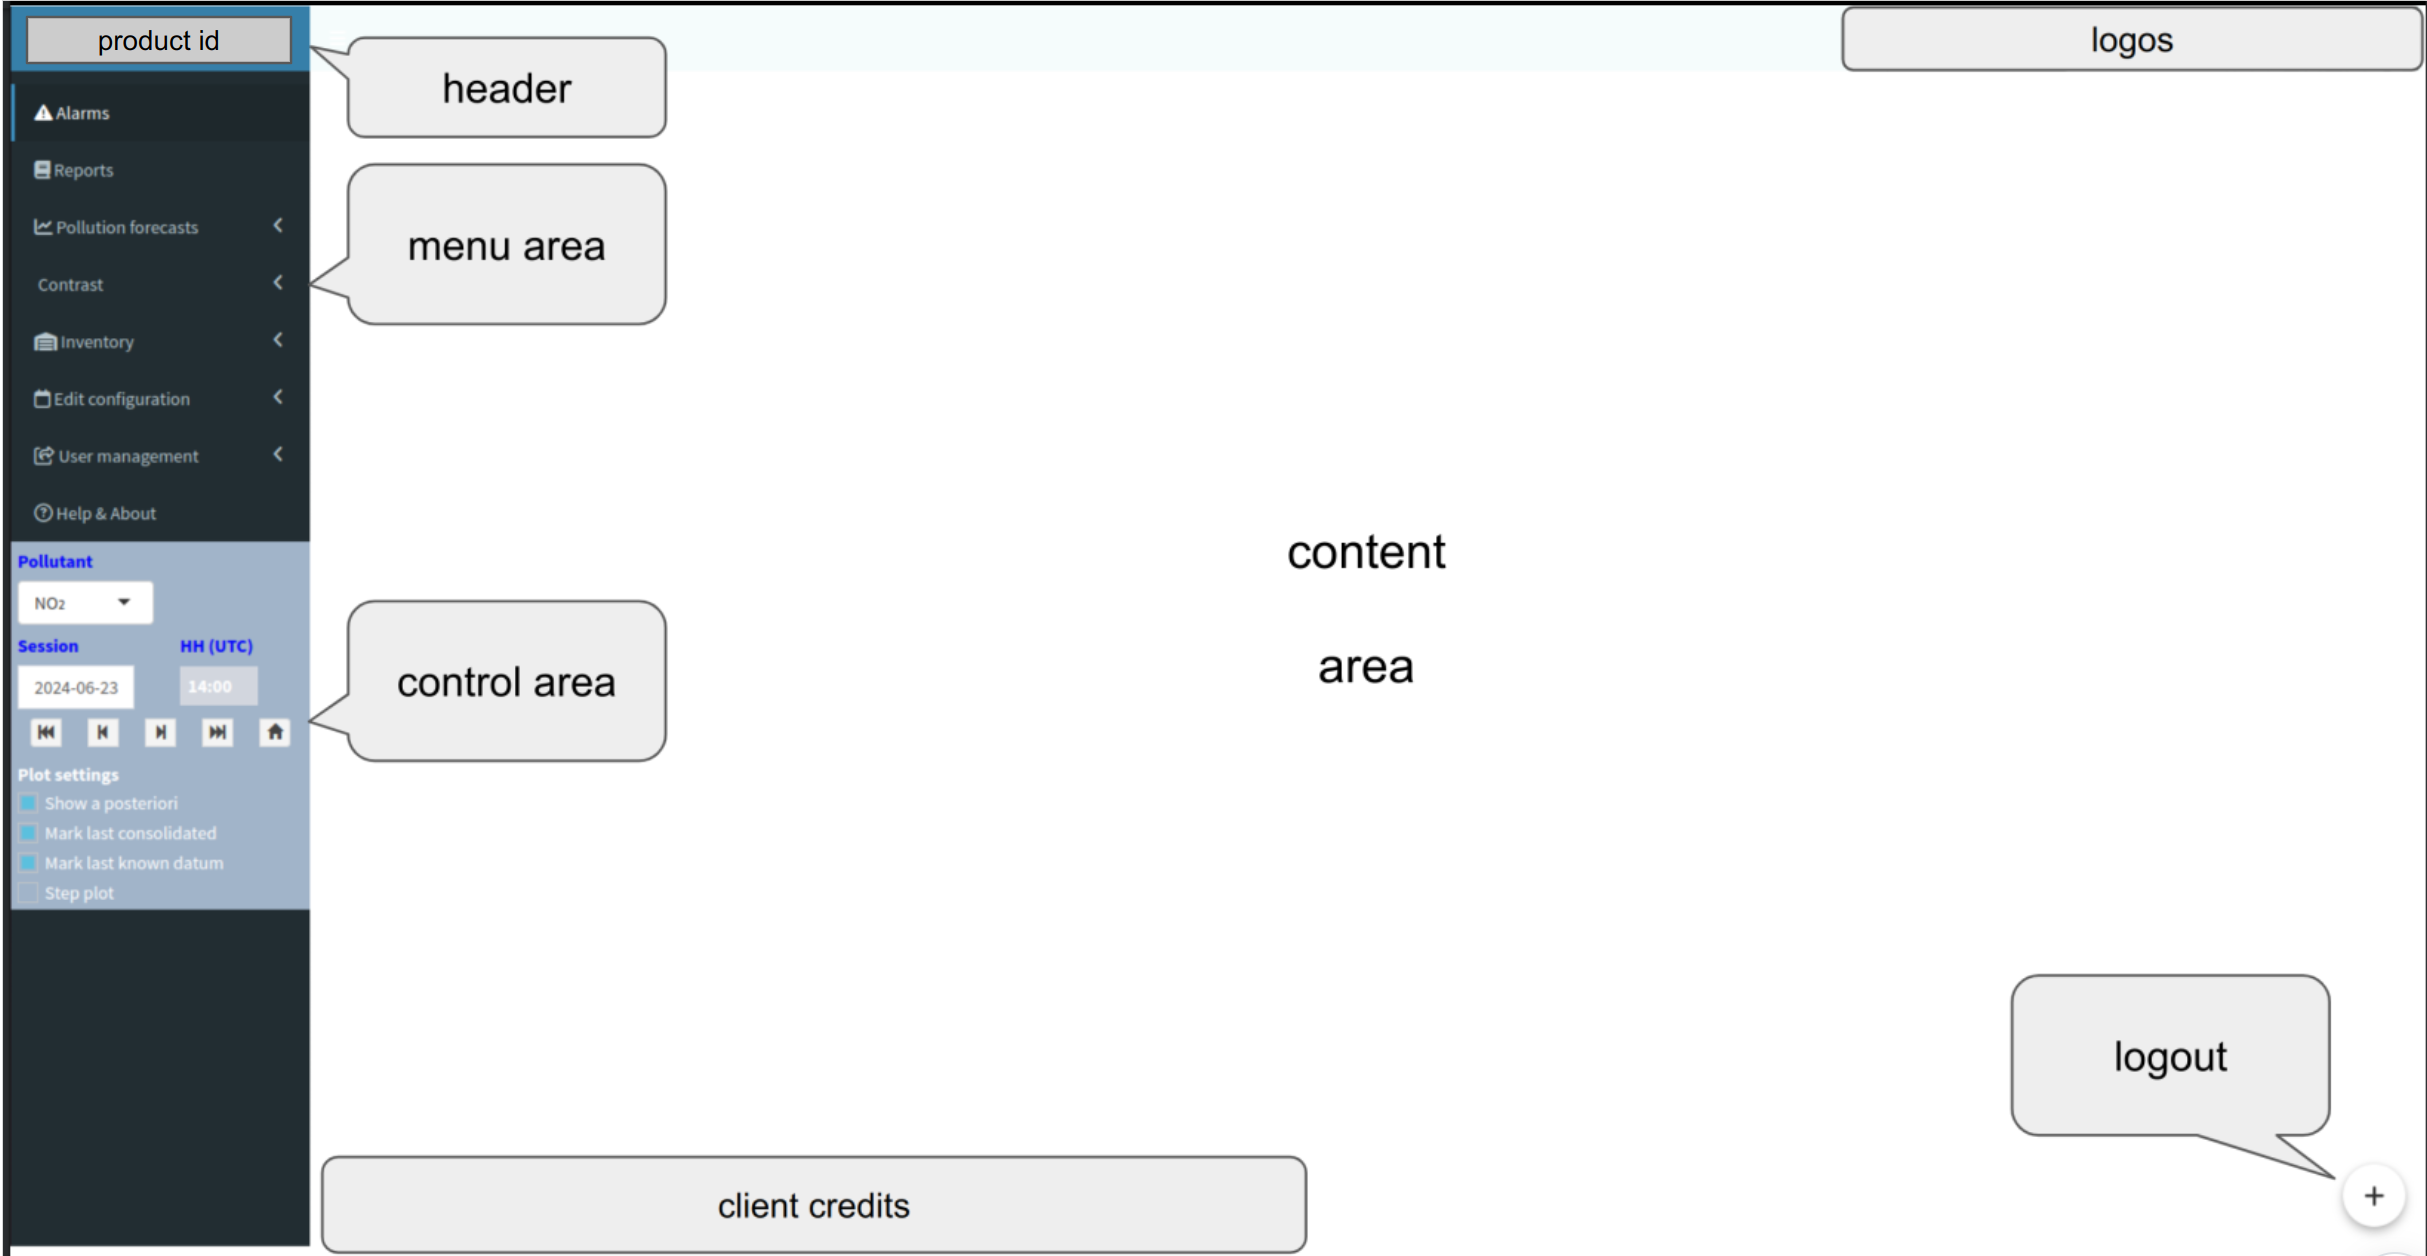 product id
logos
header
Alarms
Reports
menu area
Pollution forecasts
Contrast
Inventory
Edit configuration
User management
Help & About
content
area
Pollutant
NO₂
Session HH (UTC)
2024-06-23 14:00
control area
Plot settings
Show a posteriori
Mark last consolidated
Mark last known datum
Step plot
logout
client credits
+